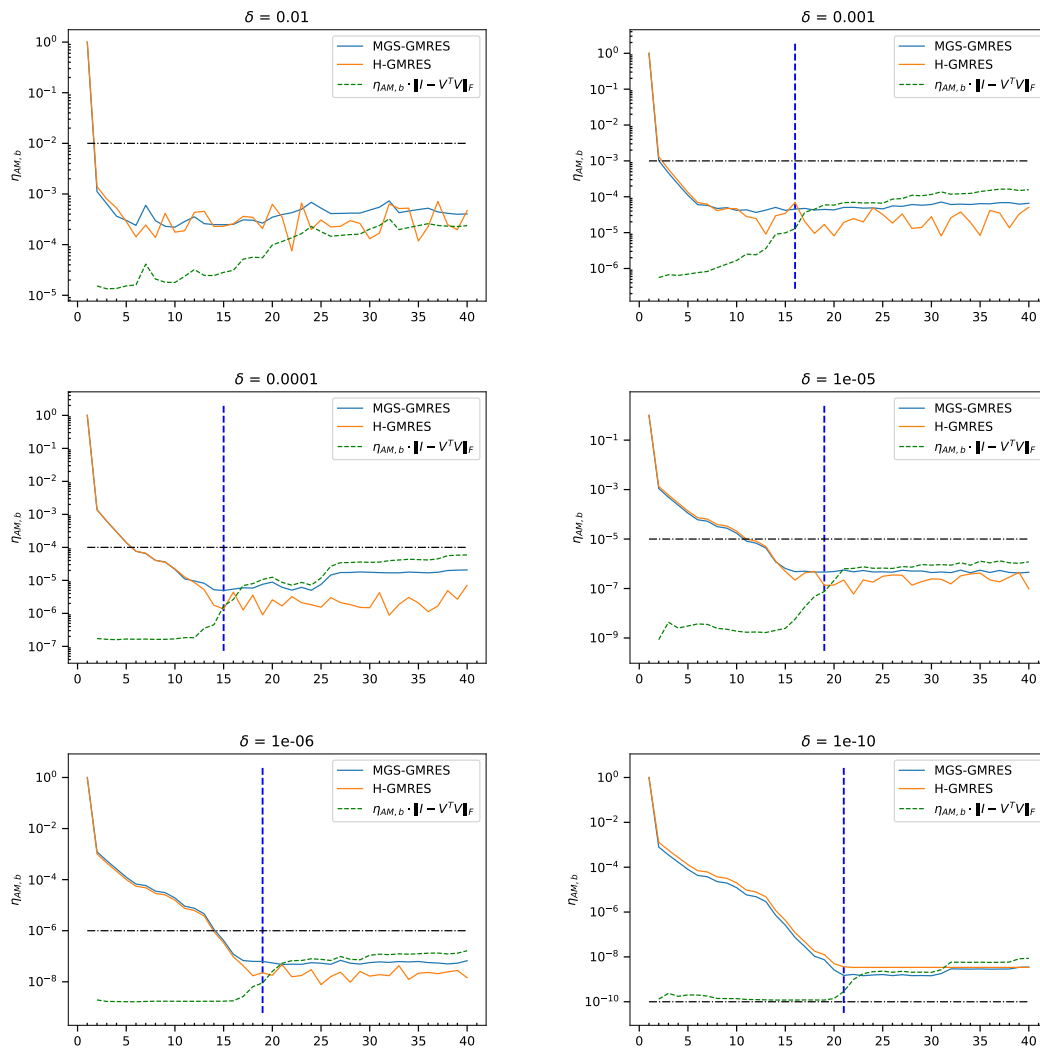 δ = 0.01
MGS-GMRES
H-GMRES
η_{AM, b} · ‖I − V^T V‖_F
10^0
10^{-1}
10^{-2}
10^{-3}
10^{-4}
10^{-5}
η_{AM, b}
0 5 10 15 20 25 30 35 40
δ = 0.001
MGS-GMRES
H-GMRES
η_{AM, b} · ‖I − V^T V‖_F
10^0
10^{-1}
10^{-2}
10^{-3}
10^{-4}
10^{-5}
10^{-6}
η_{AM, b}
0 5 10 15 20 25 30 35 40
δ = 0.0001
MGS-GMRES
H-GMRES
η_{AM, b} · ‖I − V^T V‖_F
10^0
10^{-1}
10^{-2}
10^{-3}
10^{-4}
10^{-5}
10^{-6}
10^{-7}
η_{AM, b}
0 5 10 15 20 25 30 35 40
δ = 1e-05
MGS-GMRES
H-GMRES
η_{AM, b} · ‖I − V^T V‖_F
10^{-1}
10^{-3}
10^{-5}
10^{-7}
10^{-9}
η_{AM, b}
0 5 10 15 20 25 30 35 40
δ = 1e-06
MGS-GMRES
H-GMRES
η_{AM, b} · ‖I − V^T V‖_F
10^0
10^{-2}
10^{-4}
10^{-6}
10^{-8}
η_{AM, b}
0 5 10 15 20 25 30 35 40
δ = 1e-10
MGS-GMRES
H-GMRES
η_{AM, b} · ‖I − V^T V‖_F
10^0
10^{-2}
10^{-4}
10^{-6}
10^{-8}
10^{-10}
η_{AM, b}
0 5 10 15 20 25 30 35 40